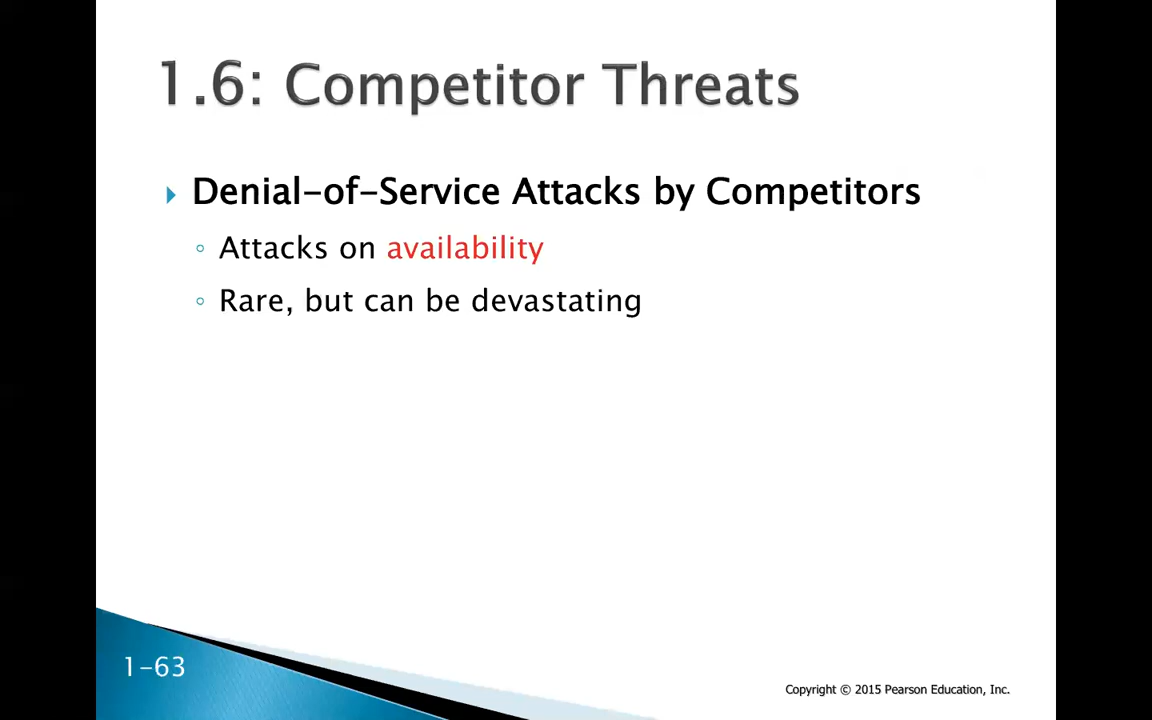 1.6: Competitor Threats
Denial-of-Service Attacks by Competitors
Attacks on availability
Rare, but can be devastating
1-63
Copyright © 2015 Pearson Education, Inc.